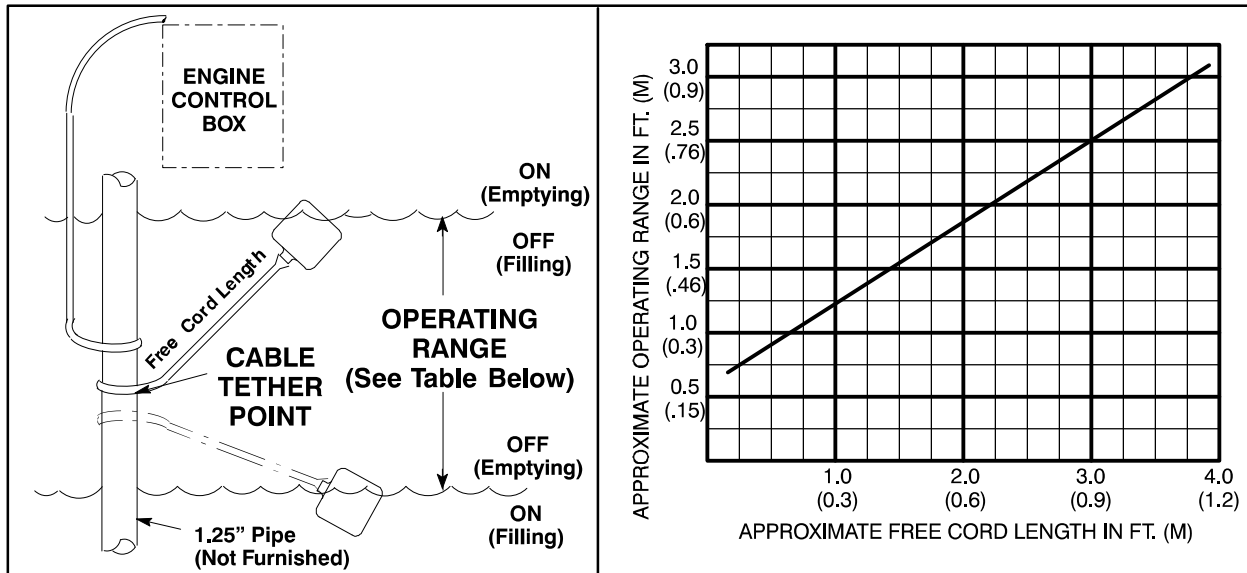 ENGINE
CONTROL
BOX
ON
(Emptying)
OFF
(Filling)
Free Cord Length
CABLE
TETHER
POINT
OPERATING
RANGE
(See Table Below)
OFF
(Emptying)
ON
(Filling)
1.25” Pipe
(Not Furnished)
APPROXIMATE OPERATING RANGE IN FT. (M)
3.0
(0.9)
2.5
(.76)
2.0
(0.6)
1.5
(.46)
1.0
(0.3)
0.5
(.15)
1.0 2.0 3.0 4.0
(0.3) (0.6) (0.9) (1.2)
APPROXIMATE FREE CORD LENGTH IN FT. (M)